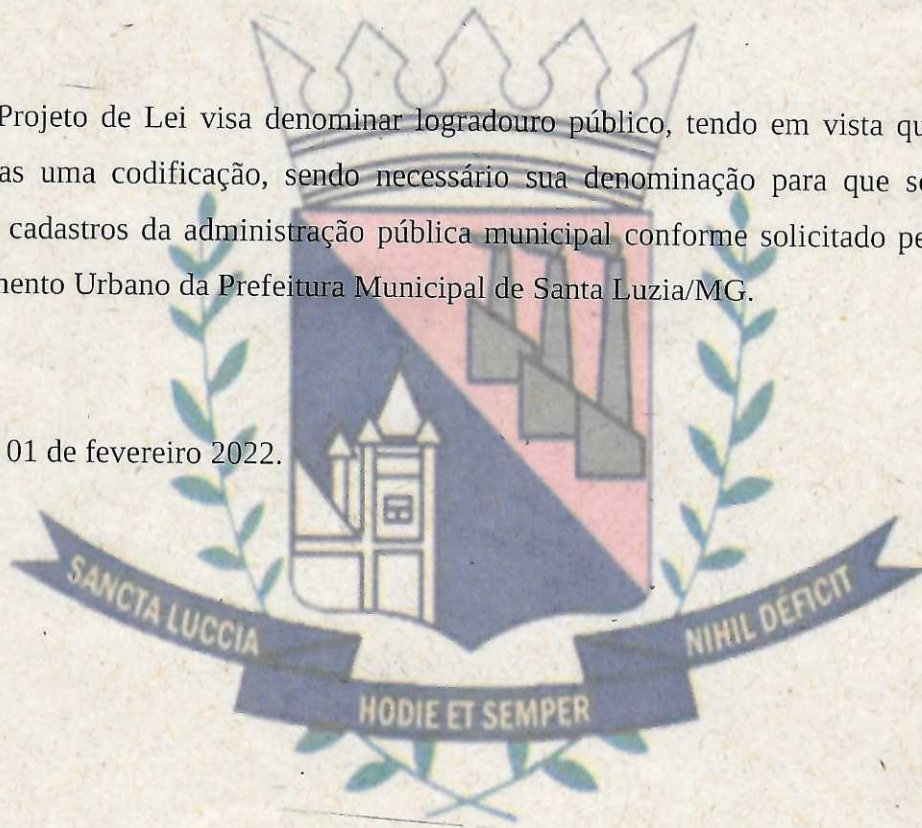 Projeto de Lei visa denominar logradouro público, tendo em vista qu
as uma codificação, sendo necessário sua denominação para que se
cadastros da administração pública municipal conforme solicitado pe
mento Urbano da Prefeitura Municipal de Santa Luzia/MG.
01 de fevereiro 2022.
SANCTA LUCCIA
HODIE ET SEMPER
NIHIL DÉFICIT